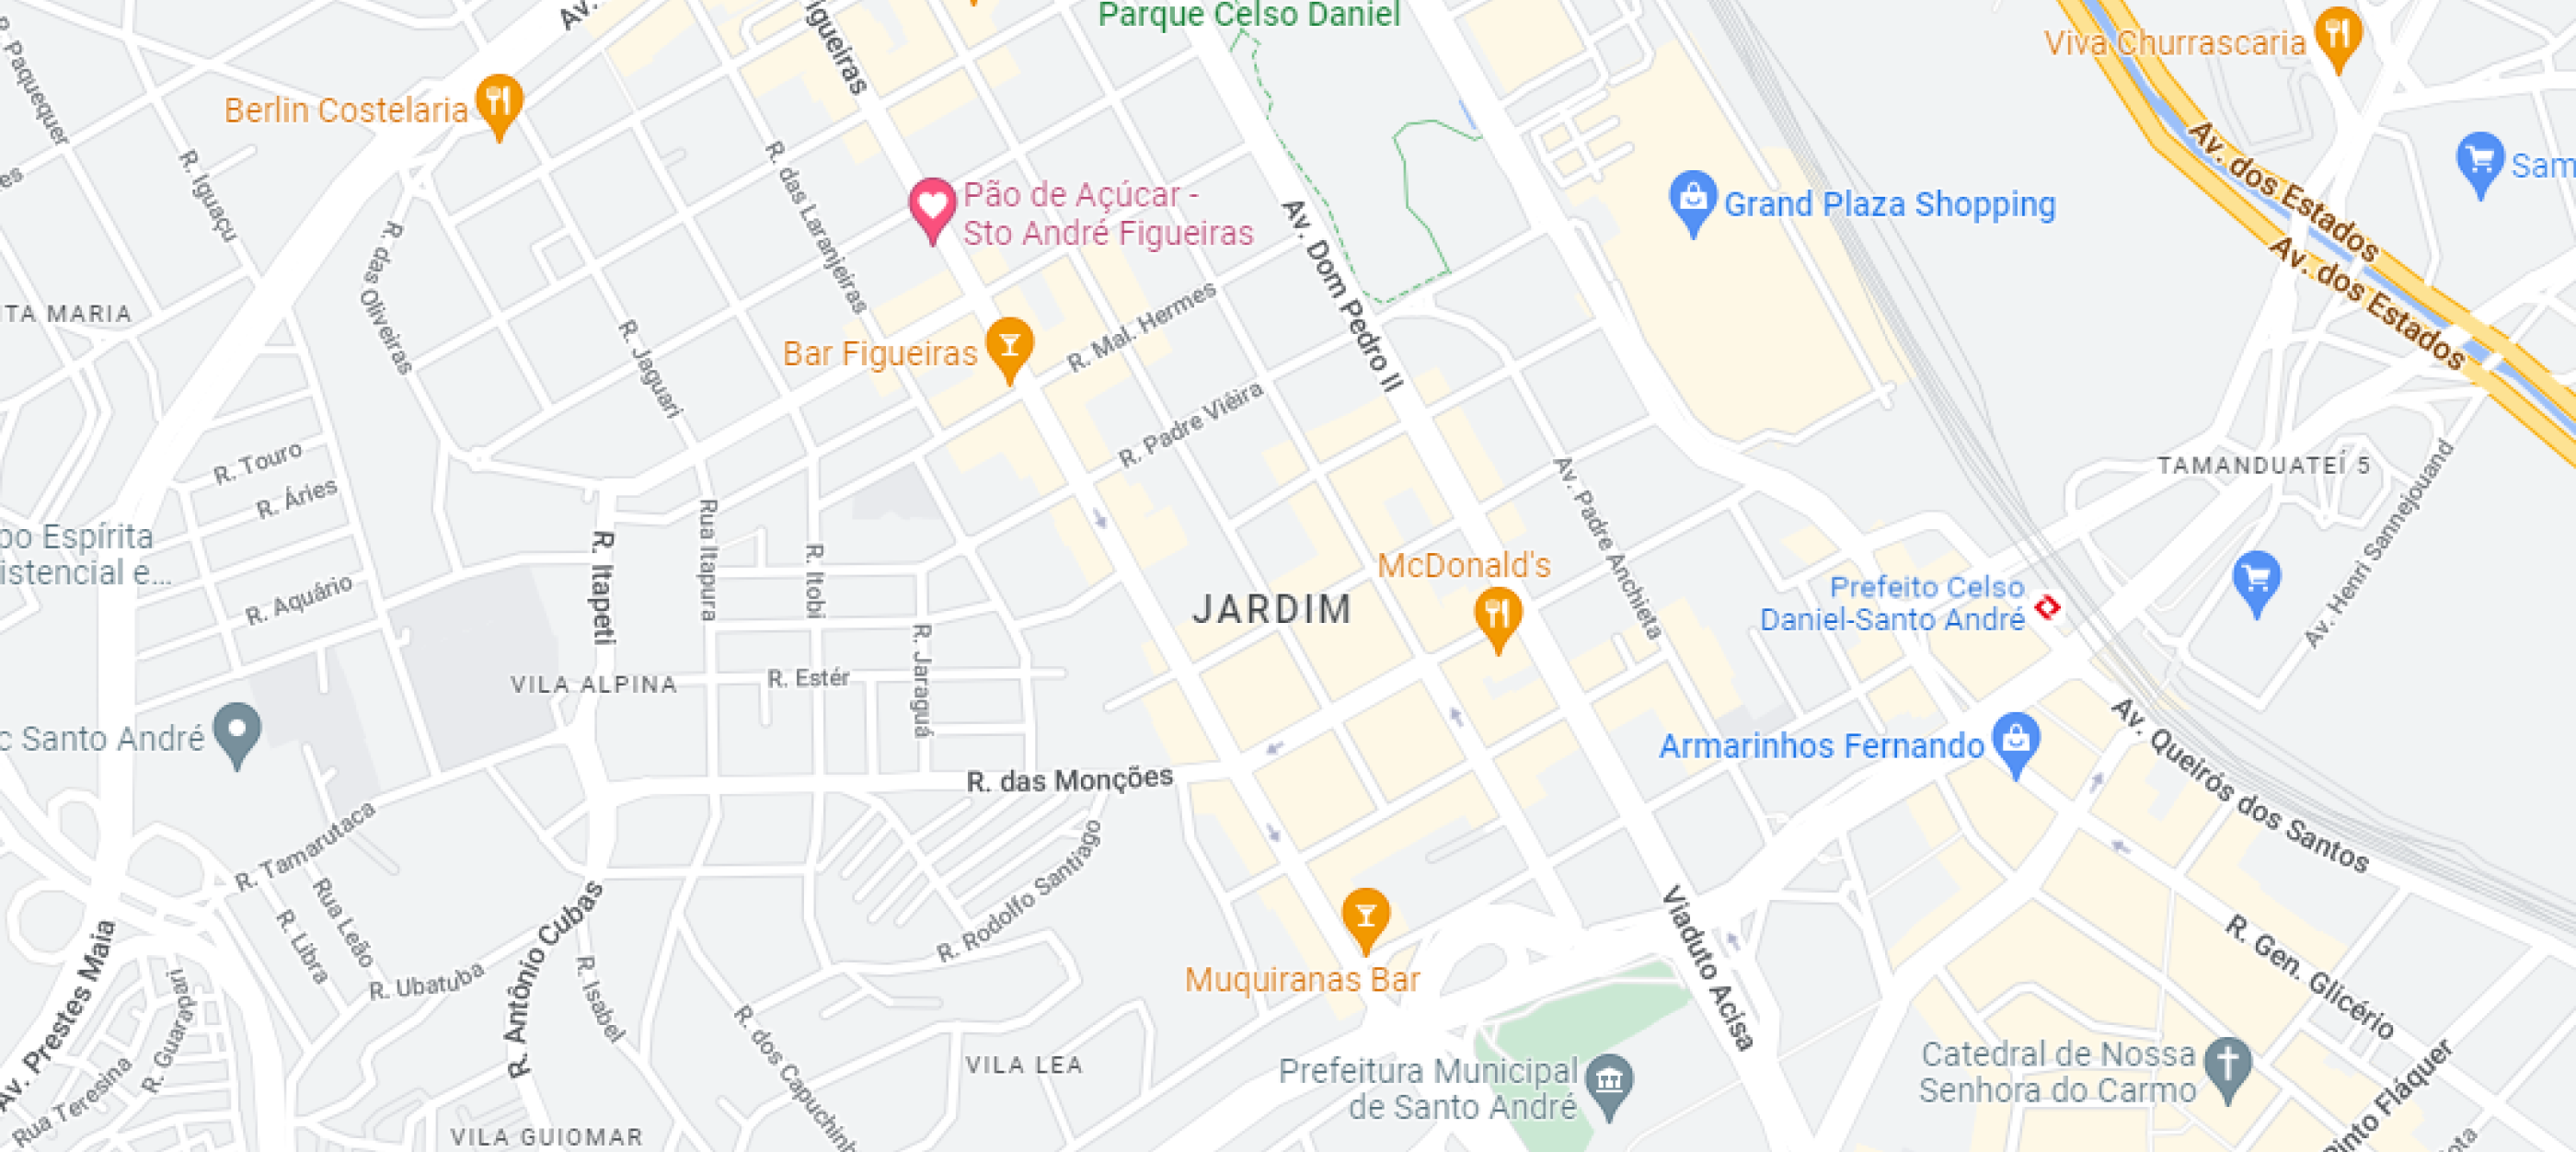 Parque Celso Daniel
Av.
igueiras
Viva Churrascaria
R. Paquequer
Berlin Costelaria
Av. dos Estados
Sam
R. Iguaçu
R. das Laranjeiras
Pão de Açúcar -
Sto André Figueiras
Grand Plaza Shopping
es
R. das Oliveiras
Av. Dom Pedro II
Av. dos Estados
TA MARIA
R. Jaguari
Bar Figueiras
R. Mal. Hermes
R. Padre Viêira
R. Touro
R. Áries
TAMANDUATEÍ 5
Av. Padre Anchieta
Av. Henri Sannejouand
po Espírita
istencial e...
R. Itapeti
Rua Itapura
R. Itobi
McDonald's
R. Aquário
JARDIM
Prefeito Celso
Daniel-Santo André
R. Jaraguá
VILA ALPINA
R. Estér
c Santo André
Armarinhos Fernando
Av. Queirós dos Santos
R. das Monções
R. Tamarutaca
R. Rodolfo Santiago
Rua Leão
R. Libra
R. Antônio Cubas
Viaduto Acisa
R. Gen. Glicério
Av. Prestes Maia
R. Ubatuba
R. Isabel
Muquiranas Bar
R. Guarapari
R. dos Capuchinh
VILA LEA
Prefeitura Municipal
de Santo André
Catedral de Nossa
Senhora do Carmo
Rua Teresina
VILA GUIOMAR
Pinto Fláquer
ota